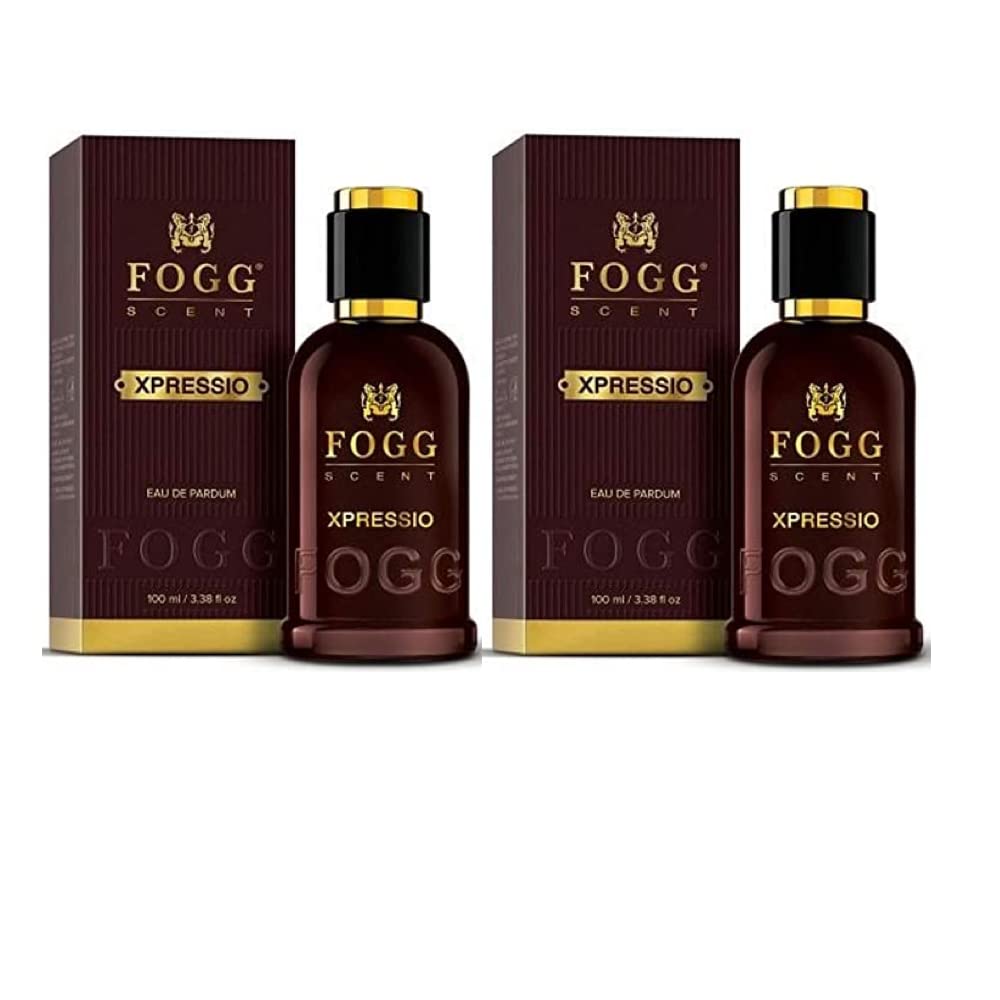 FOGG®
SCENT
XPRESSIO
EAU DE PARDUM
FOGG
100 ml / 3.38 fl oz
FOGG
SCENT
XPRESSIO
FOGG
FOGG®
SCENT
XPRESSIO
EAU DE PARDUM
FOGG
100 ml / 3.38 fl oz
FOGG
SCENT
XPRESSIO
FOGG